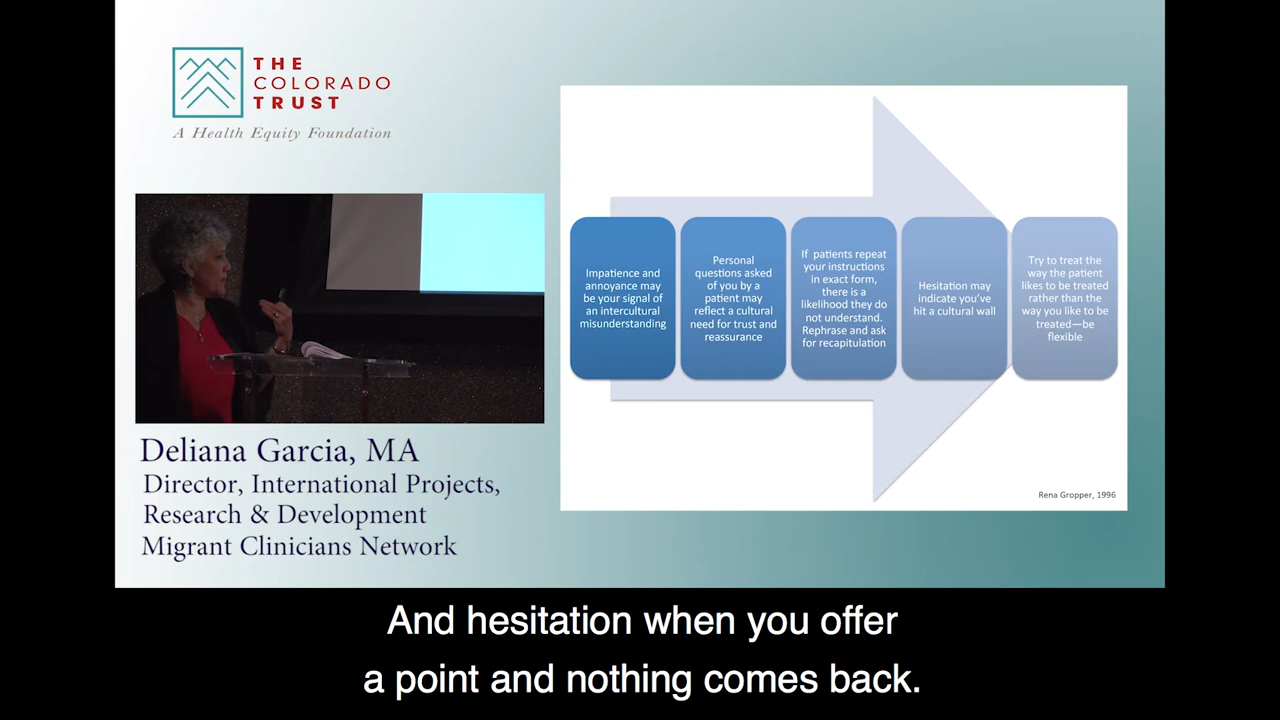 THE
COLORADO
TRUST
A Health Equity Foundation
Deliana Garcia, MA
Director, International Projects,
Research & Development
Migrant Clinicians Network
Impatience and
annoyance may
be your signal of
an intercultural
misunderstanding
Personal
questions asked
of you by a
patient may
reflect a cultural
need for trust and
reassurance
If patients repeat
your instructions
in exact form,
there is a
likelihood they do
not understand.
Rephrase and ask
for recapitulation
Hesitation may
indicate you've
hit a cultural wall
Try to treat the
way the patient
likes to be treated
rather than the
way you like to be
treated—be
flexible
Rena Gropper, 1996
And hesitation when you offer
a point and nothing comes back.